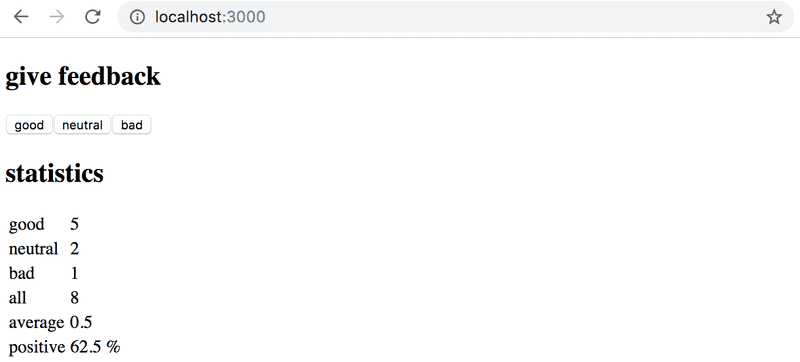 localhost:3000
give feedback
good neutral bad
statistics
good 5
neutral 2
bad 1
all 8
average 0.5
positive 62.5 %